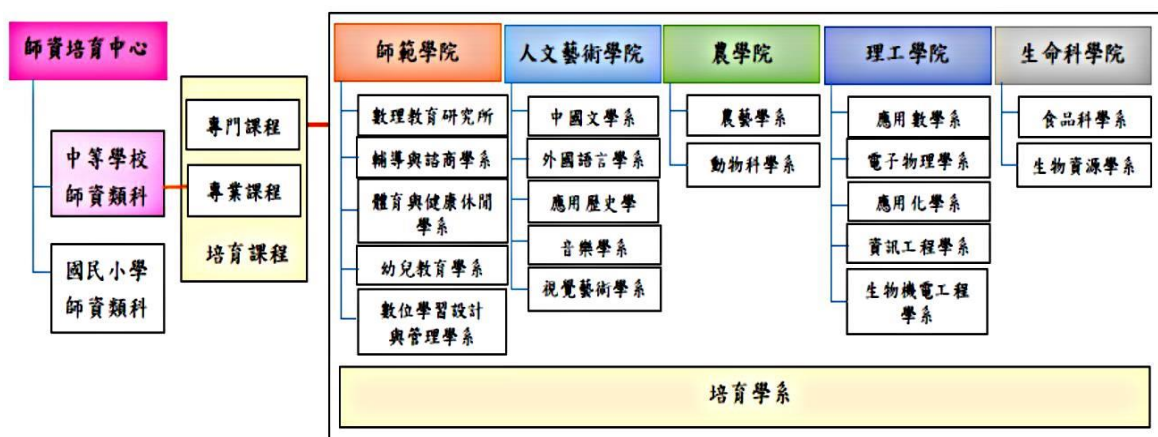 師資培育中心
中等學校
師資類科
國民小學
師資類科
專門課程
專業課程
培育課程
師範學院
數理教育研究所
輔導與諮商學系
體育與健康休閒
學系
幼兒教育學系
數位學習設計
與管理學系
人文藝術學院
中國文學系
外國語言學系
應用歷史學
音樂學系
視覺藝術學系
農學院
農藝學系
動物科學系
理工學院
應用數學系
電子物理學系
應用化學系
資訊工程學系
生物機電工程
學系
生命科學院
食品科學系
生物資源學系
培育學系